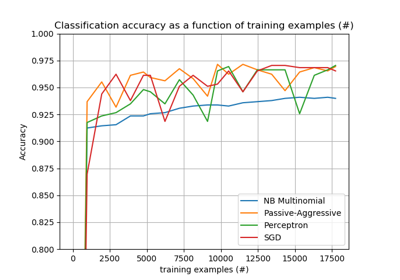 Classification accuracy as a function of training examples (#)
1.000
0.975
0.950
0.925
0.900
0.875
0.850
0.825
0.800
Accuracy
NB Multinomial
Passive-Aggressive
Perceptron
SGD
0 2500 5000 7500 10000 12500 15000 17500
training examples (#)